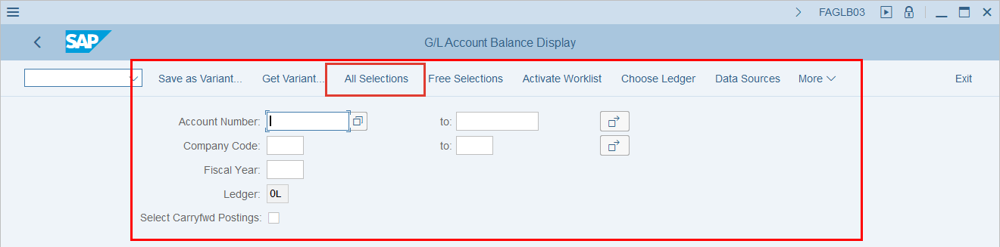 FAGLB03
SAP G/L Account Balance Display
Save as Variant... Get Variant... All Selections Free Selections Activate Worklist Choose Ledger Data Sources More Exit
Account Number: to:
Company Code: to:
Fiscal Year:
Ledger: 0L
Select Carryfwd Postings: